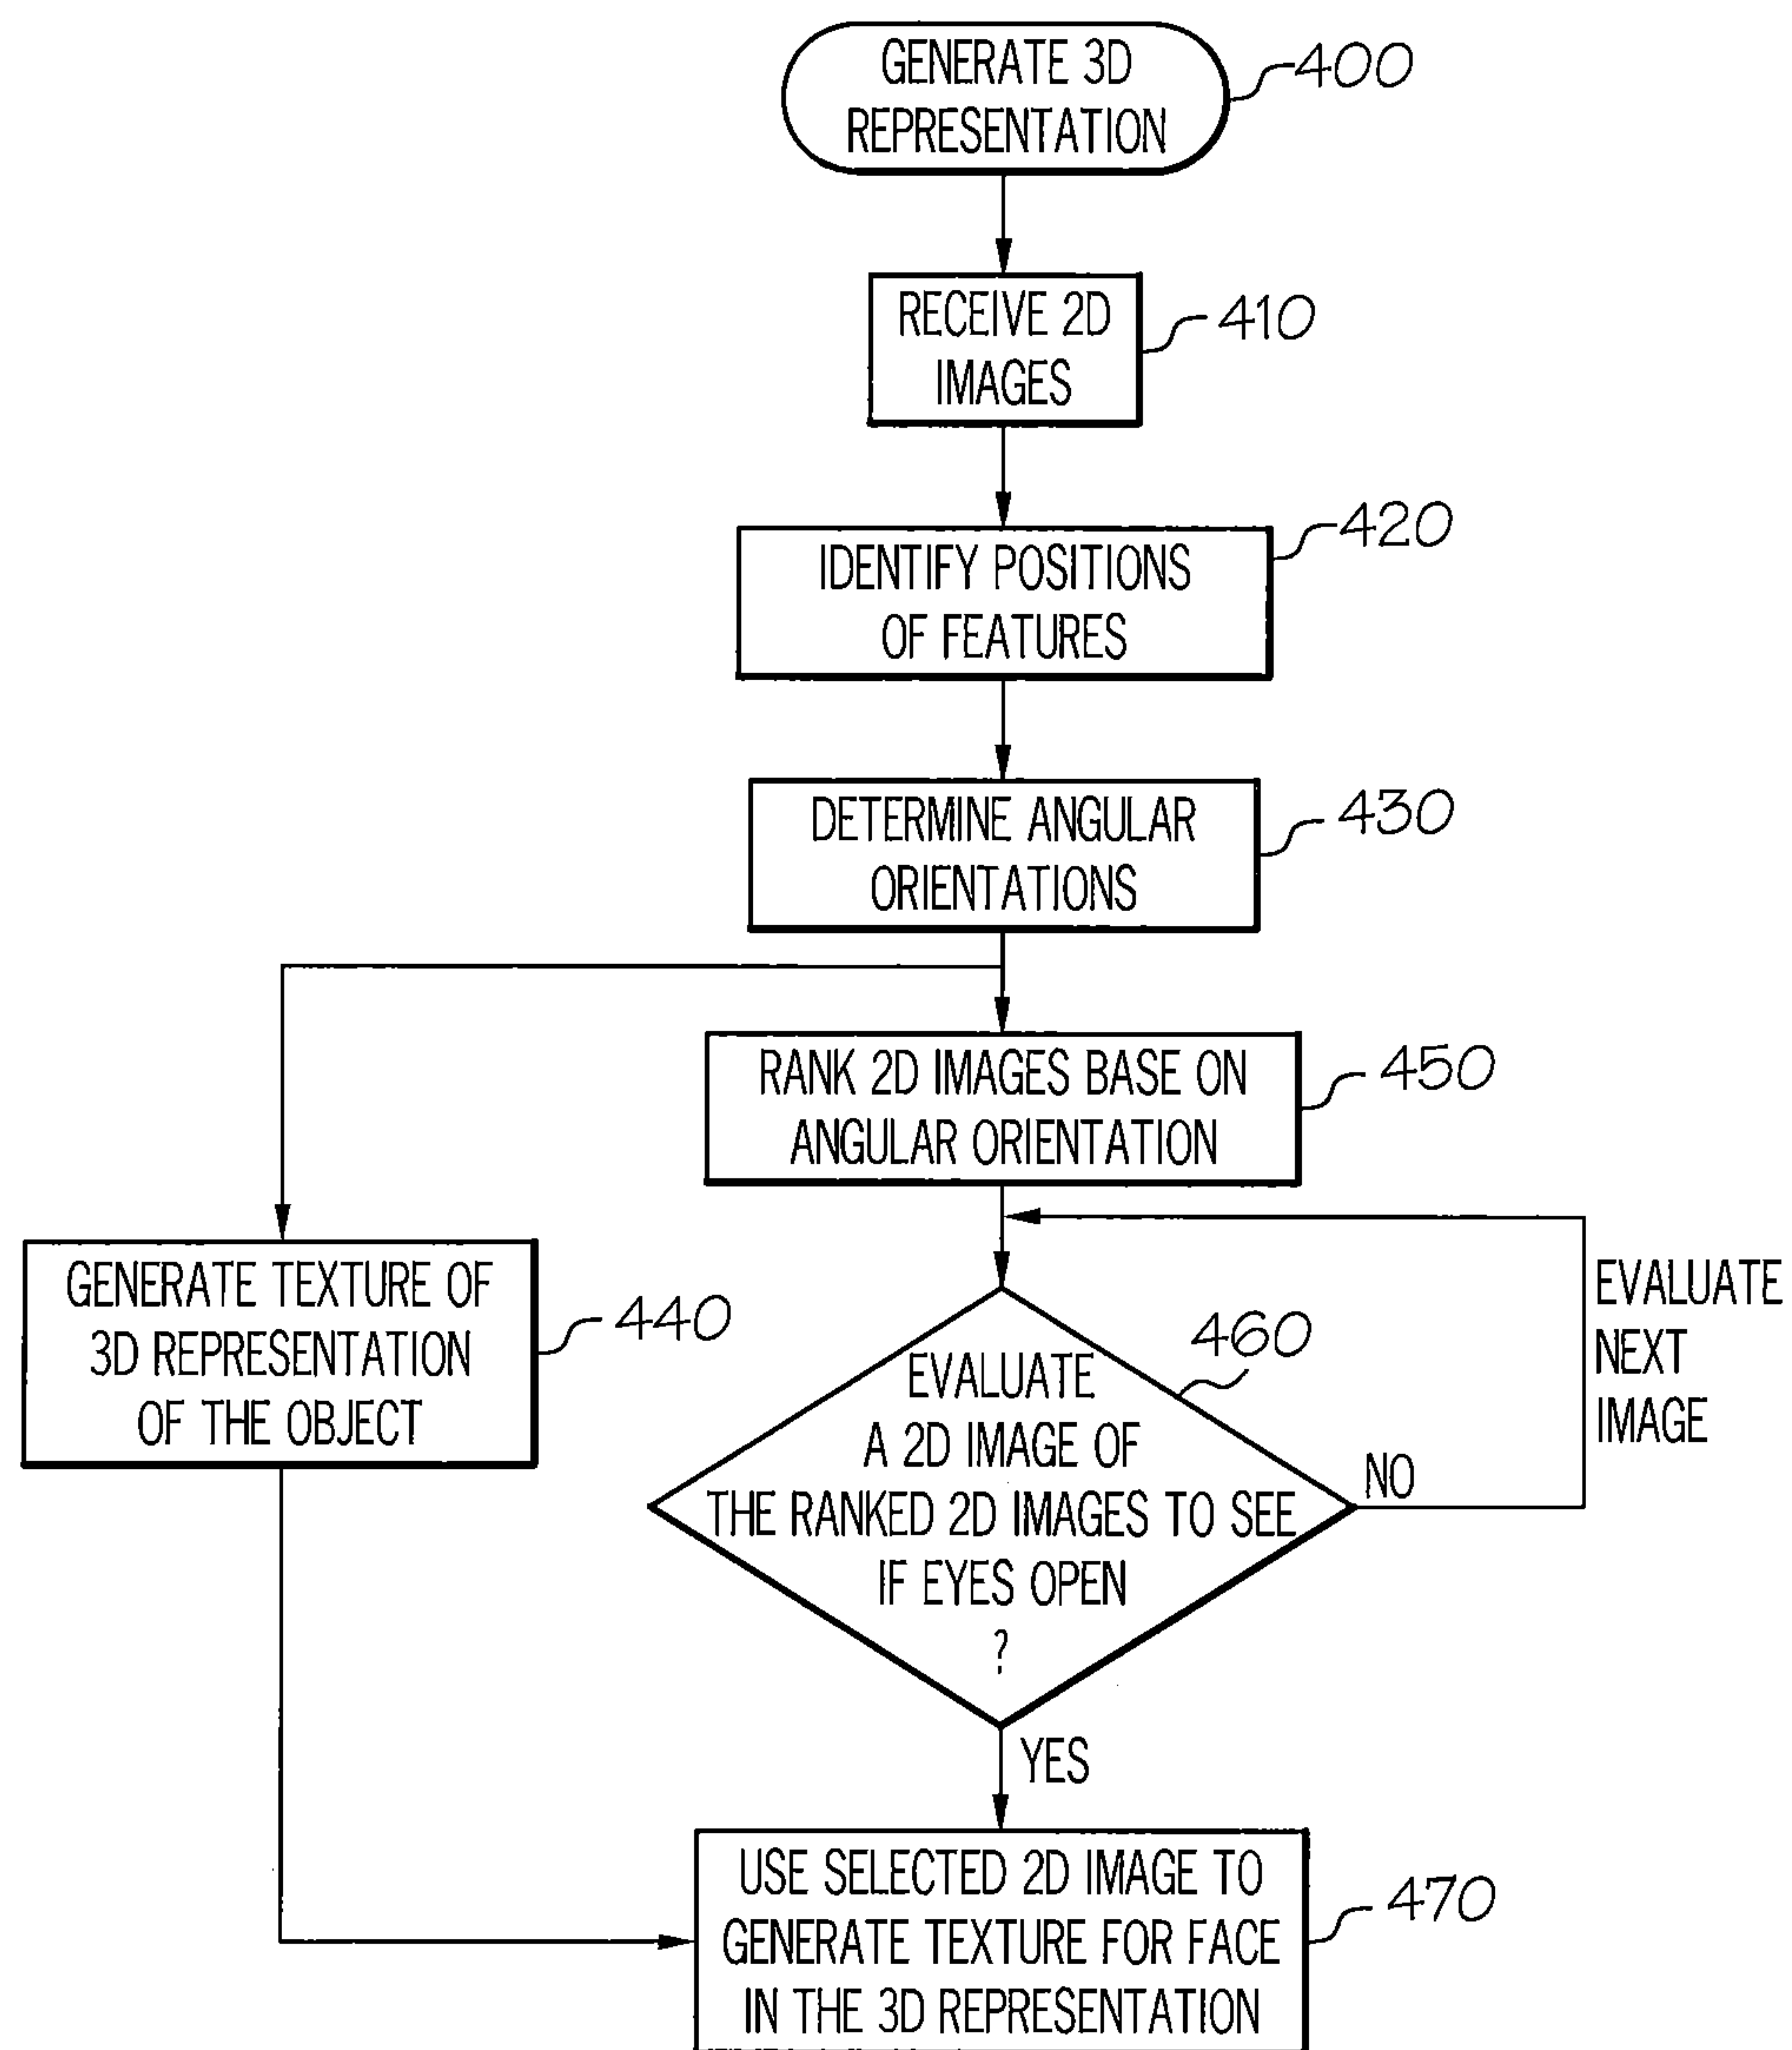 GENERATE 3D
REPRESENTATION
400
RECEIVE 2D
IMAGES
410
IDENTIFY POSITIONS
OF FEATURES
420
DETERMINE ANGULAR
ORIENTATIONS
430
RANK 2D IMAGES BASE ON
ANGULAR ORIENTATION
450
GENERATE TEXTURE OF
3D REPRESENTATION
OF THE OBJECT
440
EVALUATE
A 2D IMAGE OF
THE RANKED 2D IMAGES TO SEE
IF EYES OPEN
?
460
NO
EVALUATE
NEXT
IMAGE
YES
USE SELECTED 2D IMAGE TO
GENERATE TEXTURE FOR FACE
IN THE 3D REPRESENTATION
470